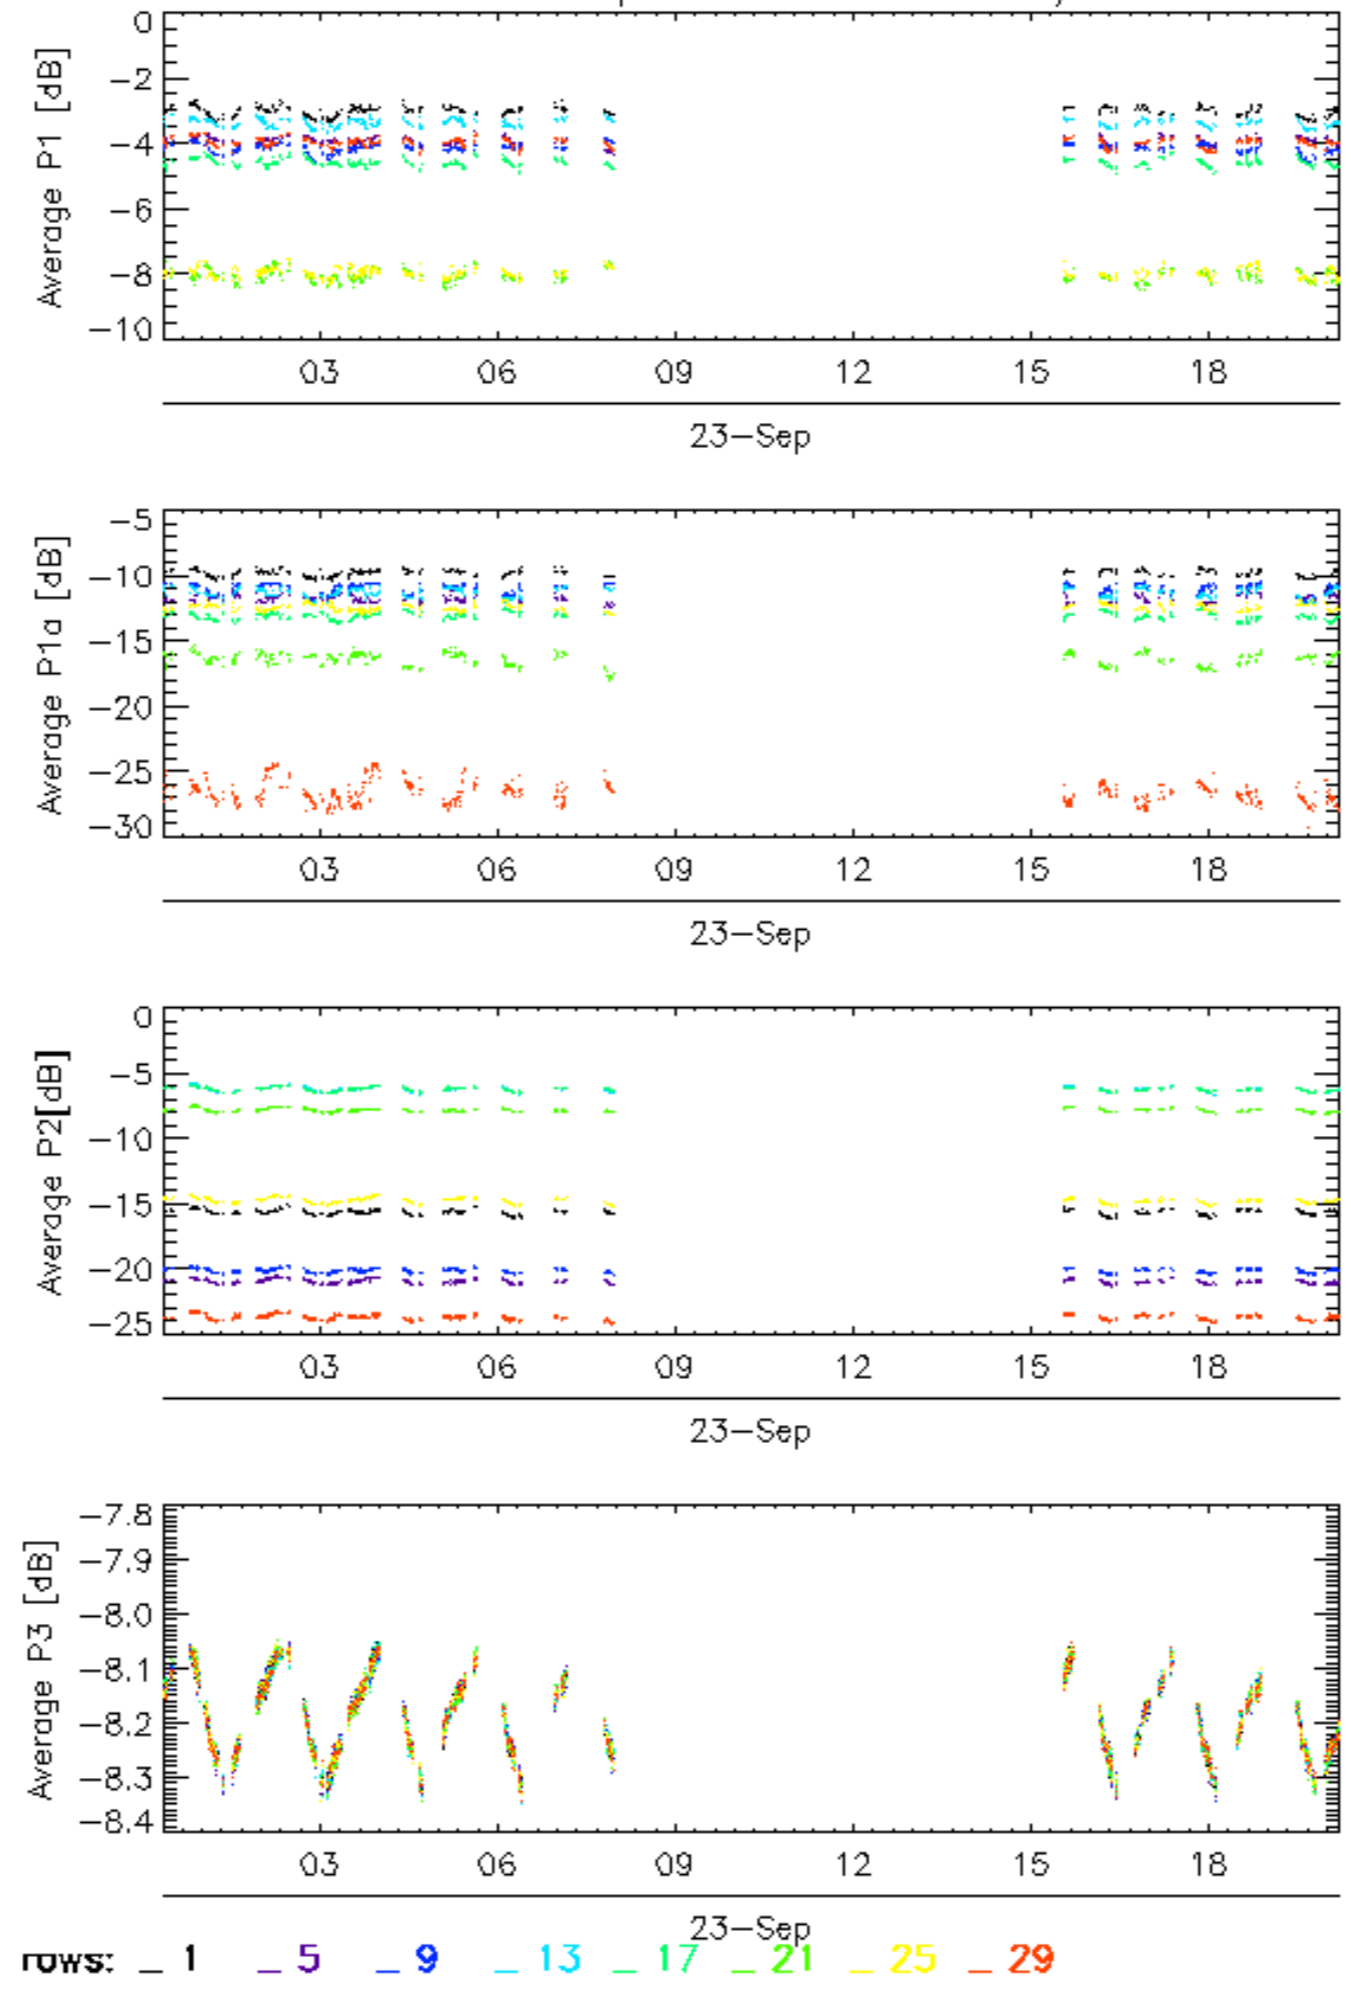 0
−2
−4
−6
−8
−10
Average P1 [dB]
03 06 09 12 15 18
23−Sep
−5
−10
−15
−20
−25
−30
Average P1a [dB]
03 06 09 12 15 18
23−Sep
0
−5
−10
−15
−20
−25
Average P2[dB]
03 06 09 12 15 18
23−Sep
−7.8
−7.9
−8.0
−8.1
−8.2
−8.3
−8.4
Average P3 [dB]
03 06 09 12 15 18
23−Sep
rows: _ 1 _ 5 _ 9 _ 13 _ 17 _ 21 _ 25 _ 29